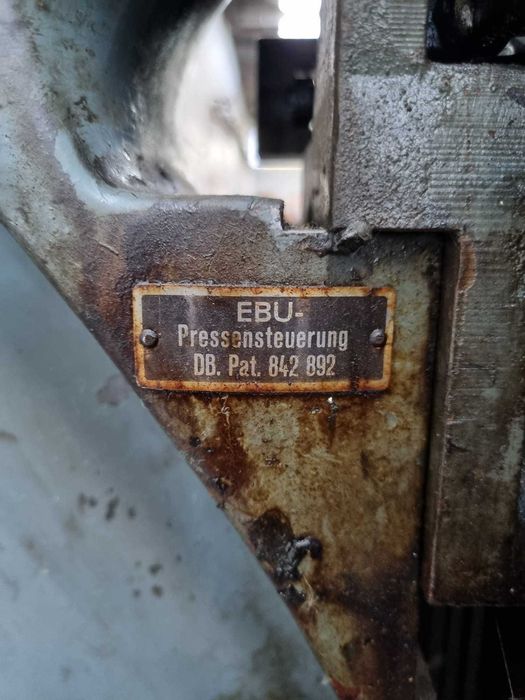 EBU-
Pressensteuerung
DB. Pat. 842 892